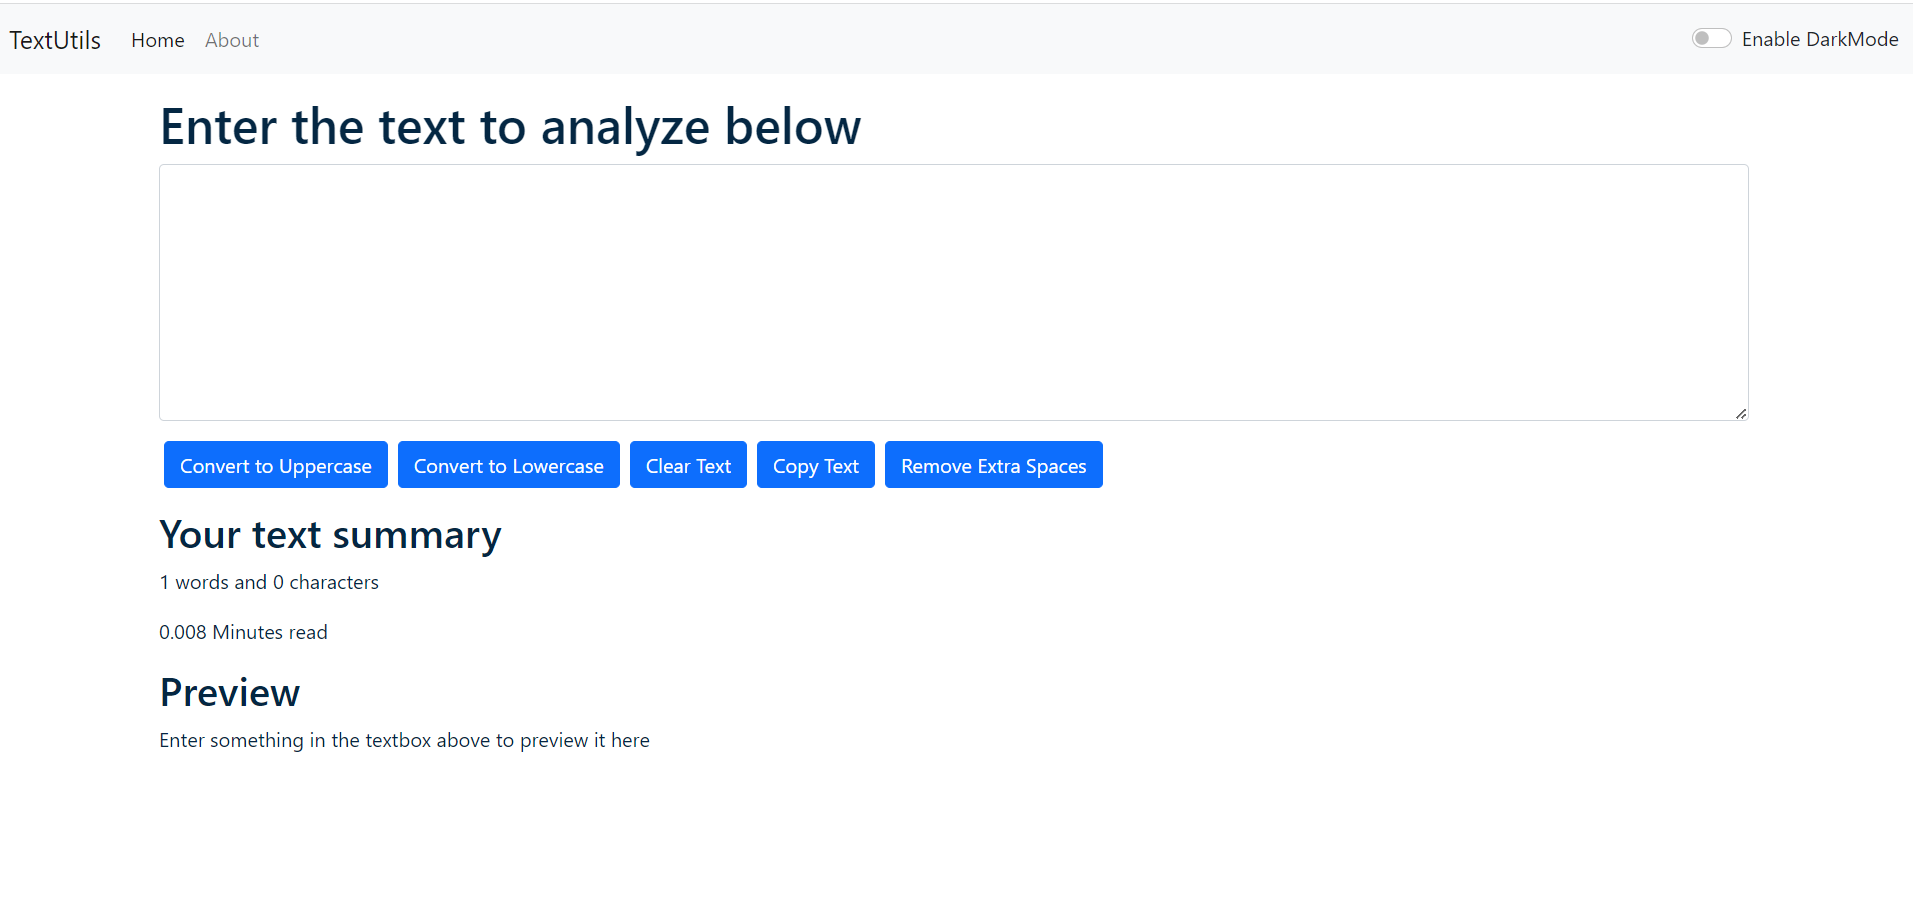 TextUtils Home About Enable DarkMode
Enter the text to analyze below
Convert to Uppercase Convert to Lowercase Clear Text Copy Text Remove Extra Spaces
Your text summary
1 words and 0 characters
0.008 Minutes read
Preview
Enter something in the textbox above to preview it here